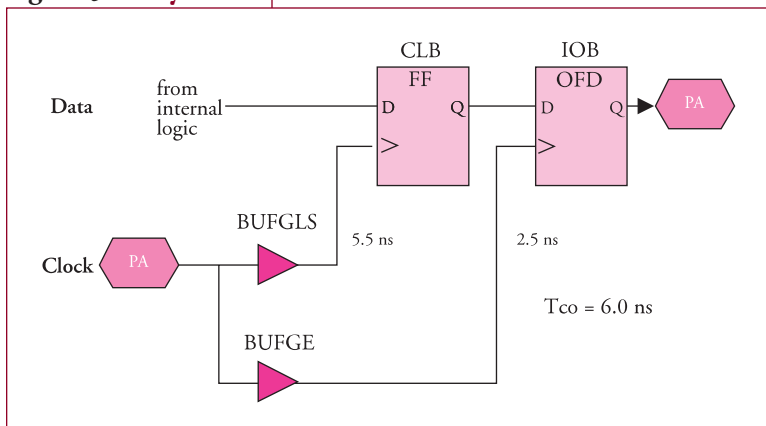 CLB
IOB
FF
OFD
Data
from
internal
logic
D
Q
D
Q
PA
BUFGLS
5.5 ns
2.5 ns
Clock
PA
Tco = 6.0 ns
BUFGE